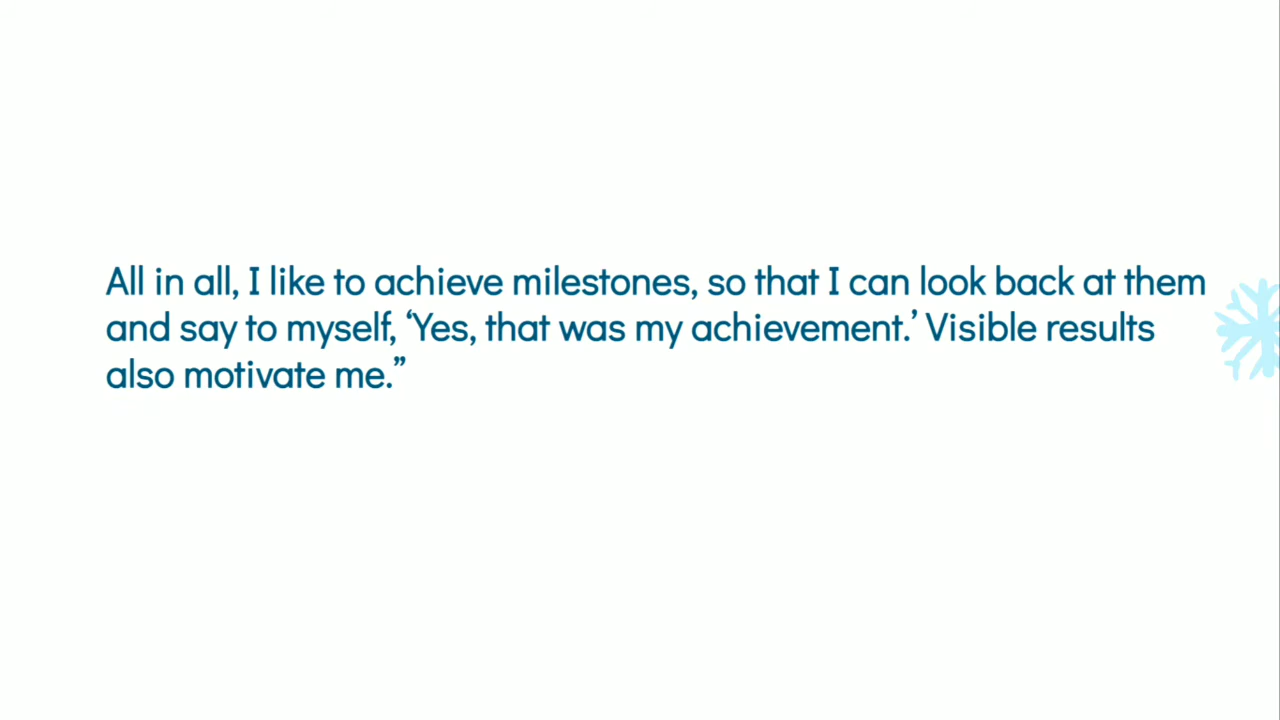 All in all, I like to achieve milestones, so that I can look back at them
and say to myself, ‘Yes, that was my achievement.’ Visible results
also motivate me.”